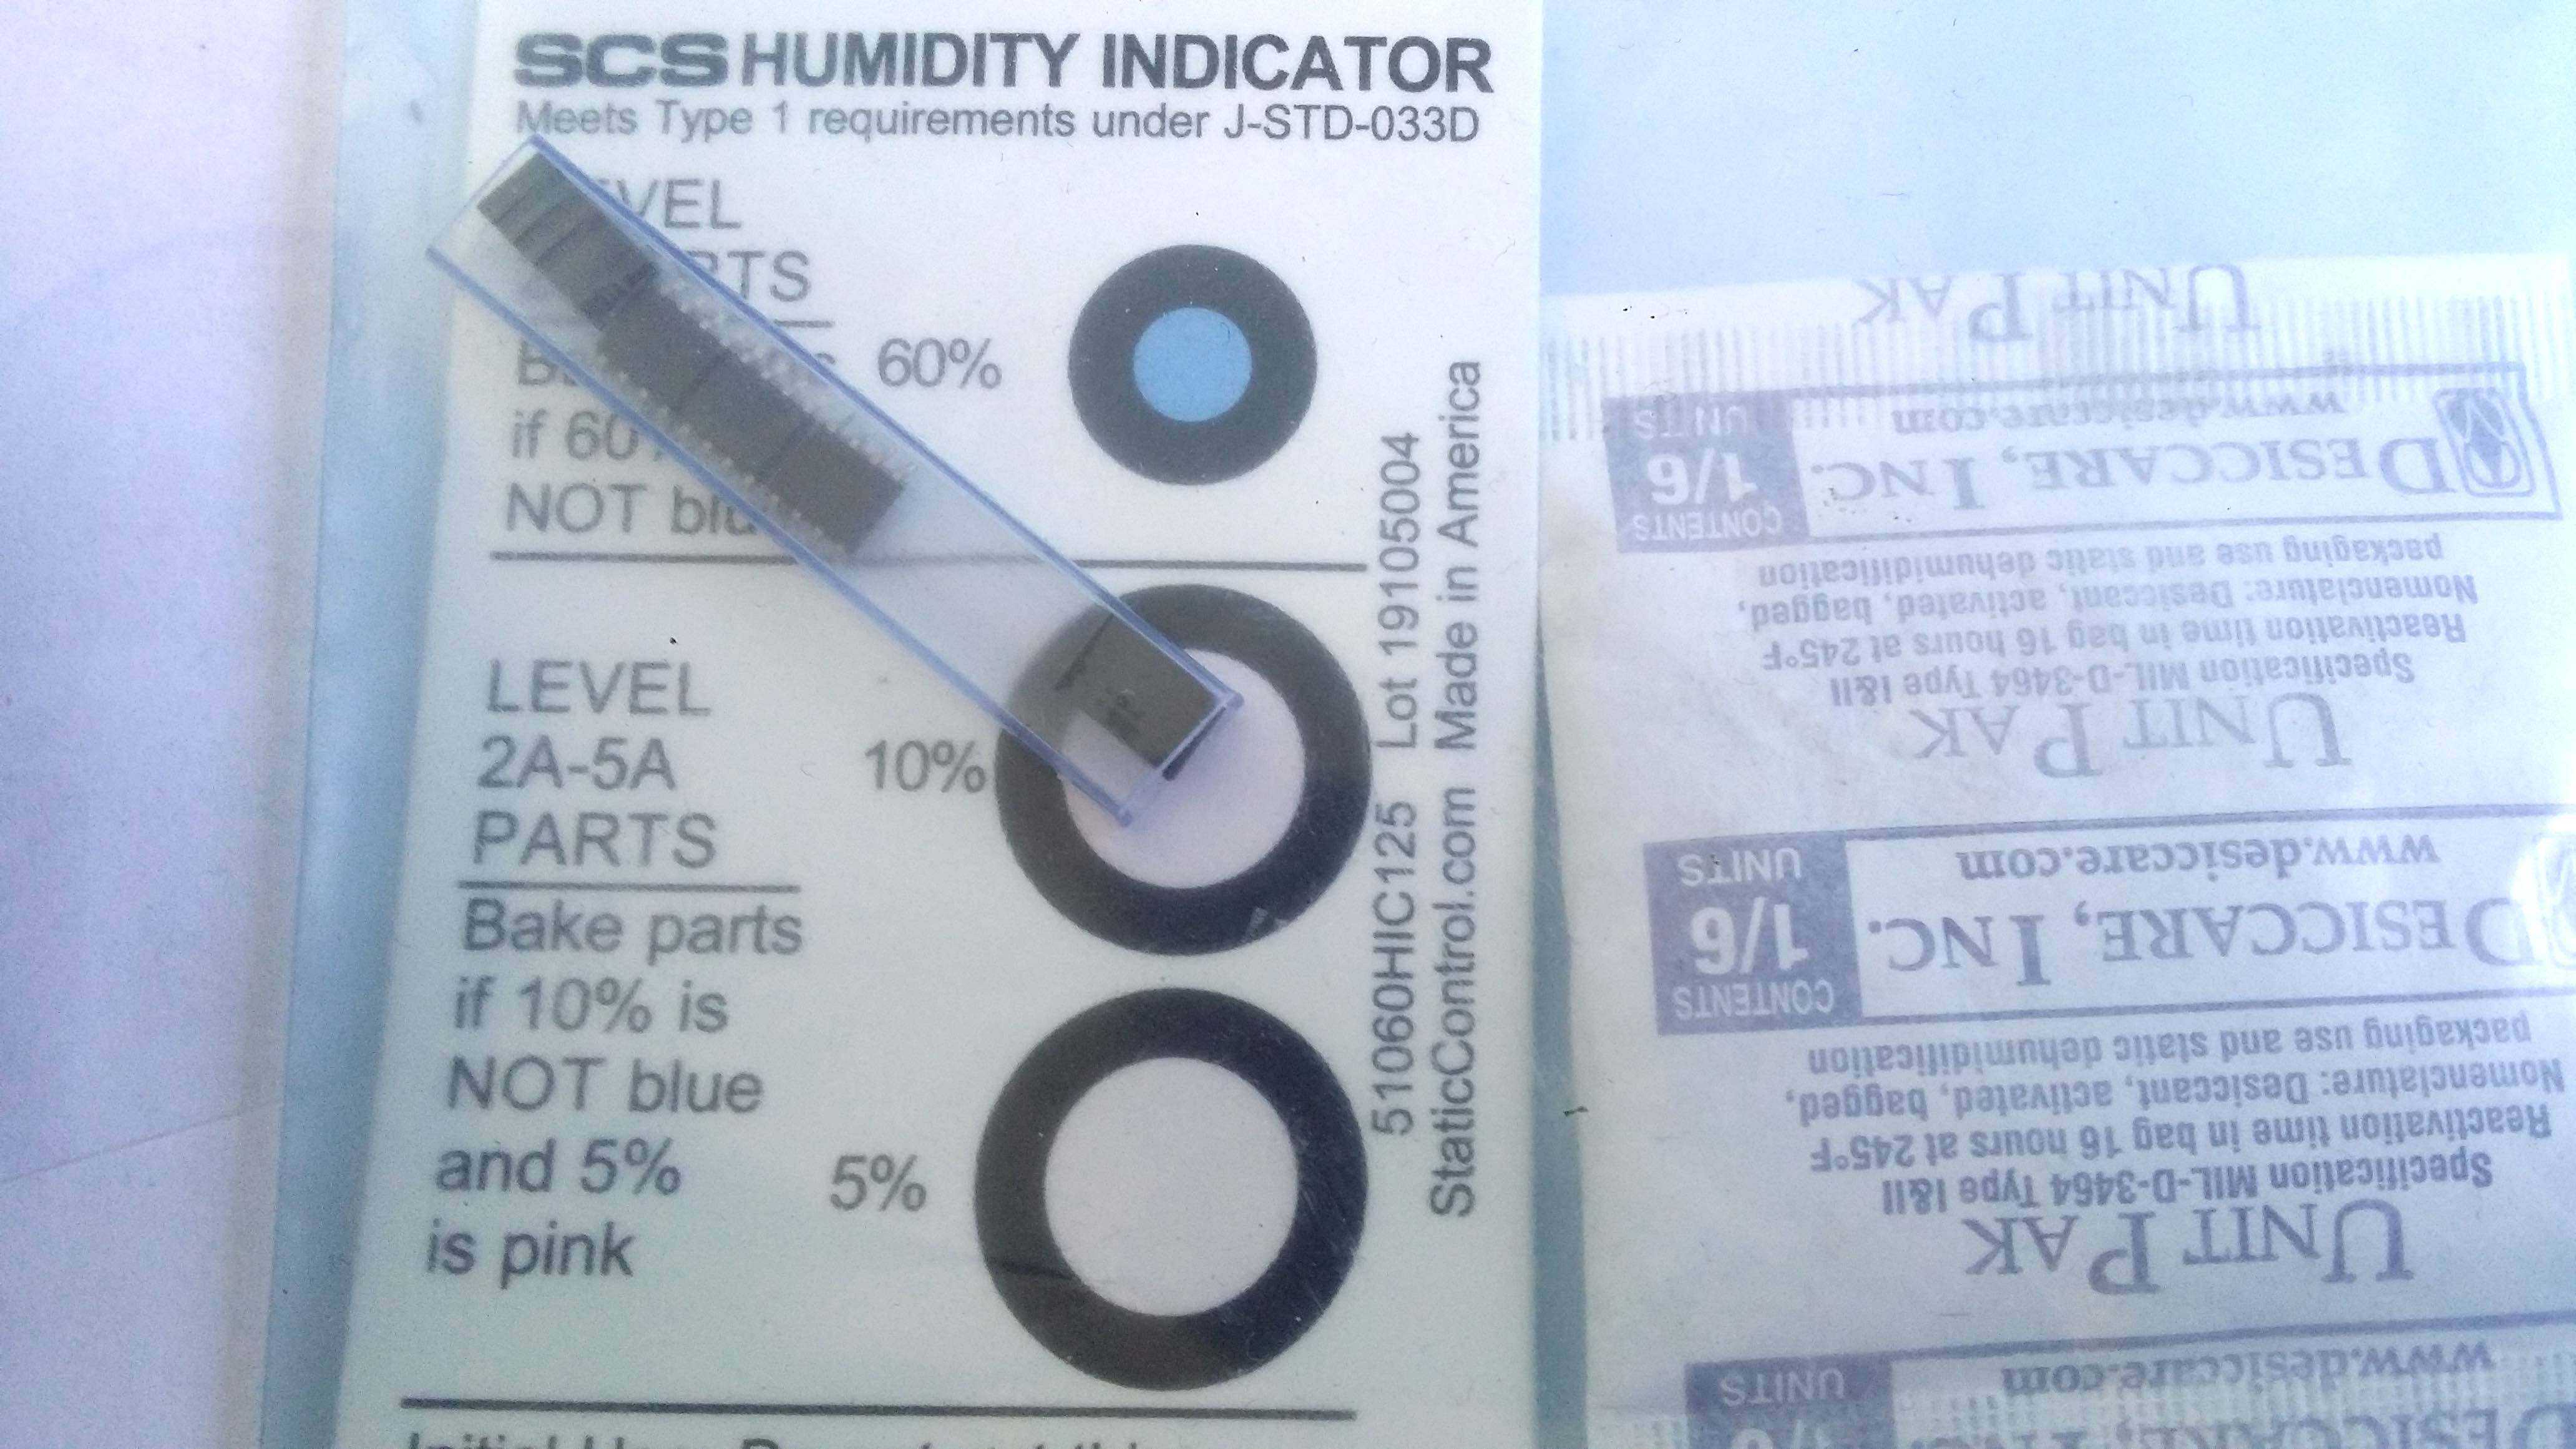 SCS HUMIDITY INDICATOR
Meets Type 1 requirements under J-STD-033D
if 60
NOT
60%
LEVEL
2A-5A
PARTS
Bake parts
if 10% is
NOT blue
and 5%
is pink
10%
5%
51060HIC125 Lot 19105004
StaticControl.com Made in America
UNIT PAK
www.desiccare.com
DESICCARE, INC.
CONTENTS
1/6
UNITS
packaging use and static dehumidification
Nomenclature: Desiccant, activated, bagged,
Reactivation time in bag 16 hours at 245°F
Specification MIL-D-3464 Type I&II
UNIT PAK
www.desiccare.com
DESICCARE, INC.
CONTENTS
1/6
UNITS
packaging use and static dehumidification
Nomenclature: Desiccant, activated, bagged,
Reactivation time in bag 16 hours at 245°F
Specification MIL-D-3464 Type I&II
UNIT PAK
www.desiccare.com
UNITS